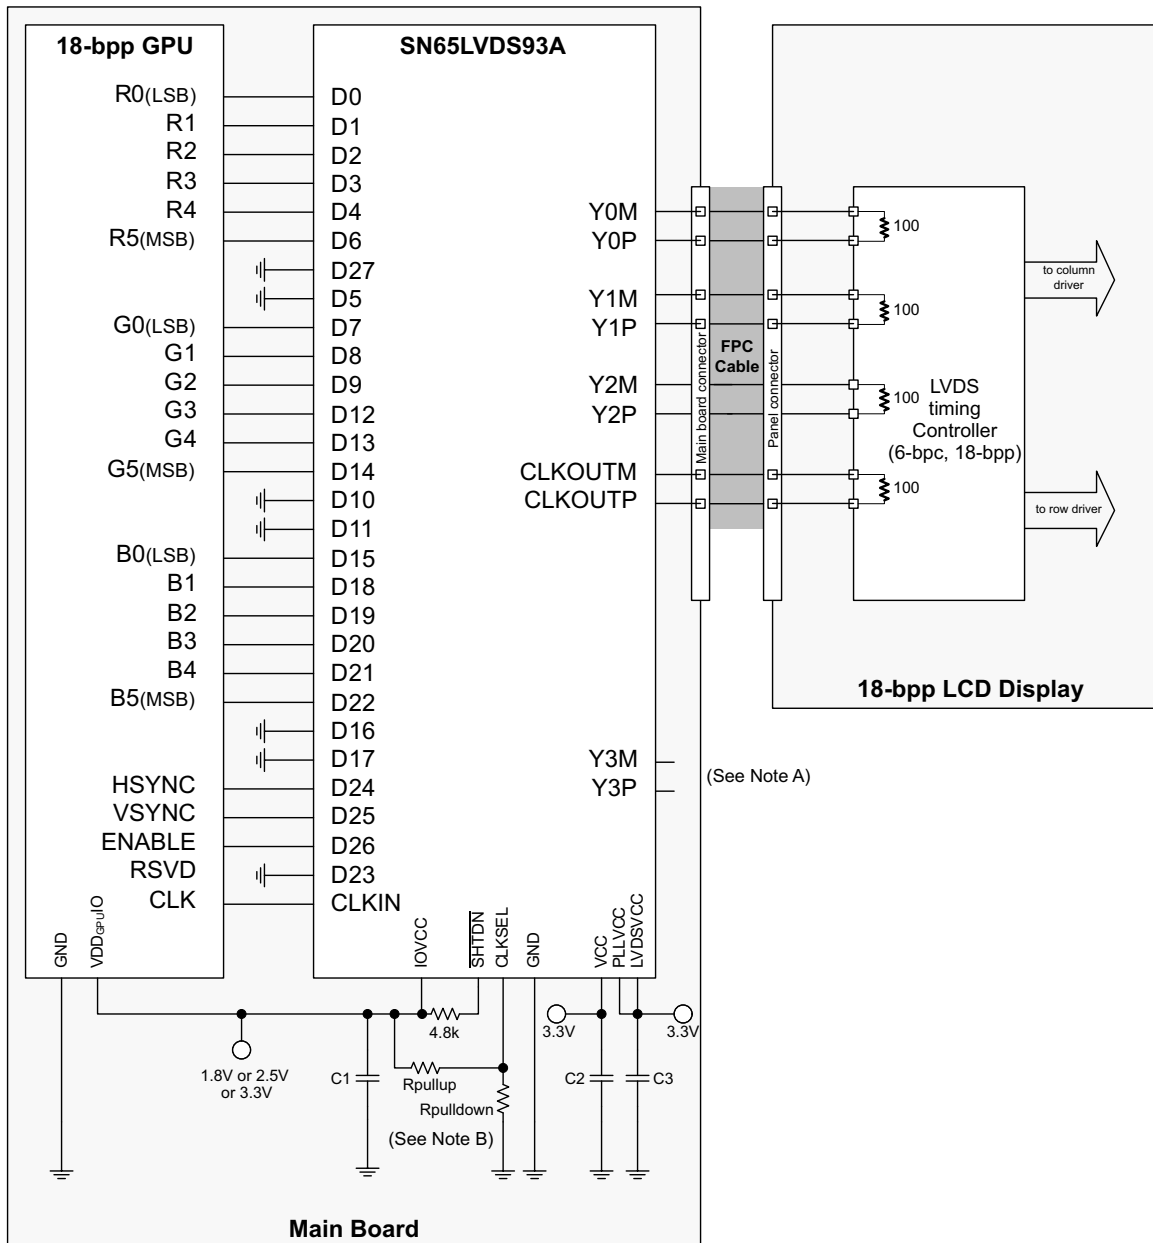 18-bpp GPU
SN65LVDS93A
R0(LSB)
D0
R1
D1
R2
D2
R3
D3
R4
D4
R5(MSB)
D6
D27
D5
G0(LSB)
D7
G1
D8
G2
D9
G3
D12
G4
D13
G5(MSB)
D14
D10
D11
B0(LSB)
D15
B1
D18
B2
D19
B3
D20
B4
D21
B5(MSB)
D22
D16
D17
HSYNC
D24
VSYNC
D25
ENABLE
D26
RSVD
D23
CLK
CLKIN
Y0M
Y0P
Y1M
Y1P
Y2M
Y2P
CLKOUTM
CLKOUTP
Y3M
Y3P
(See Note A)
Main board connector
FPC
Cable
Panel connector
100
100
100
100
LVDS
timing
Controller
(6-bpc, 18-bpp)
to column
driver
to row driver
18-bpp LCD Display
GND
VDDGPUIO
IOVCC
SHTDN
CLKSEL
GND
VCC
PLLVCC
LVDSVCC
4.8k
3.3V
3.3V
1.8V or 2.5V
or 3.3V
C1
Rpullup
Rpulldown
C2
C3
(See Note B)
Main Board